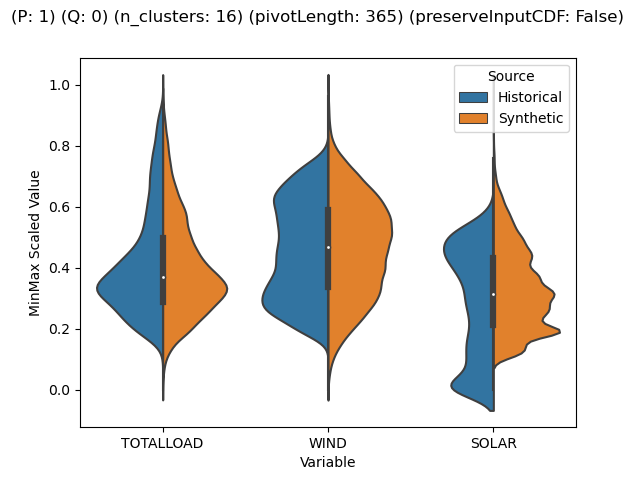 (P: 1) (Q: 0) (n_clusters: 16) (pivotLength: 365) (preserveInputCDF: False)
Source
Historical
Synthetic
MinMax Scaled Value
1.0
0.8
0.6
0.4
0.2
0.0
TOTALLOAD WIND SOLAR
Variable